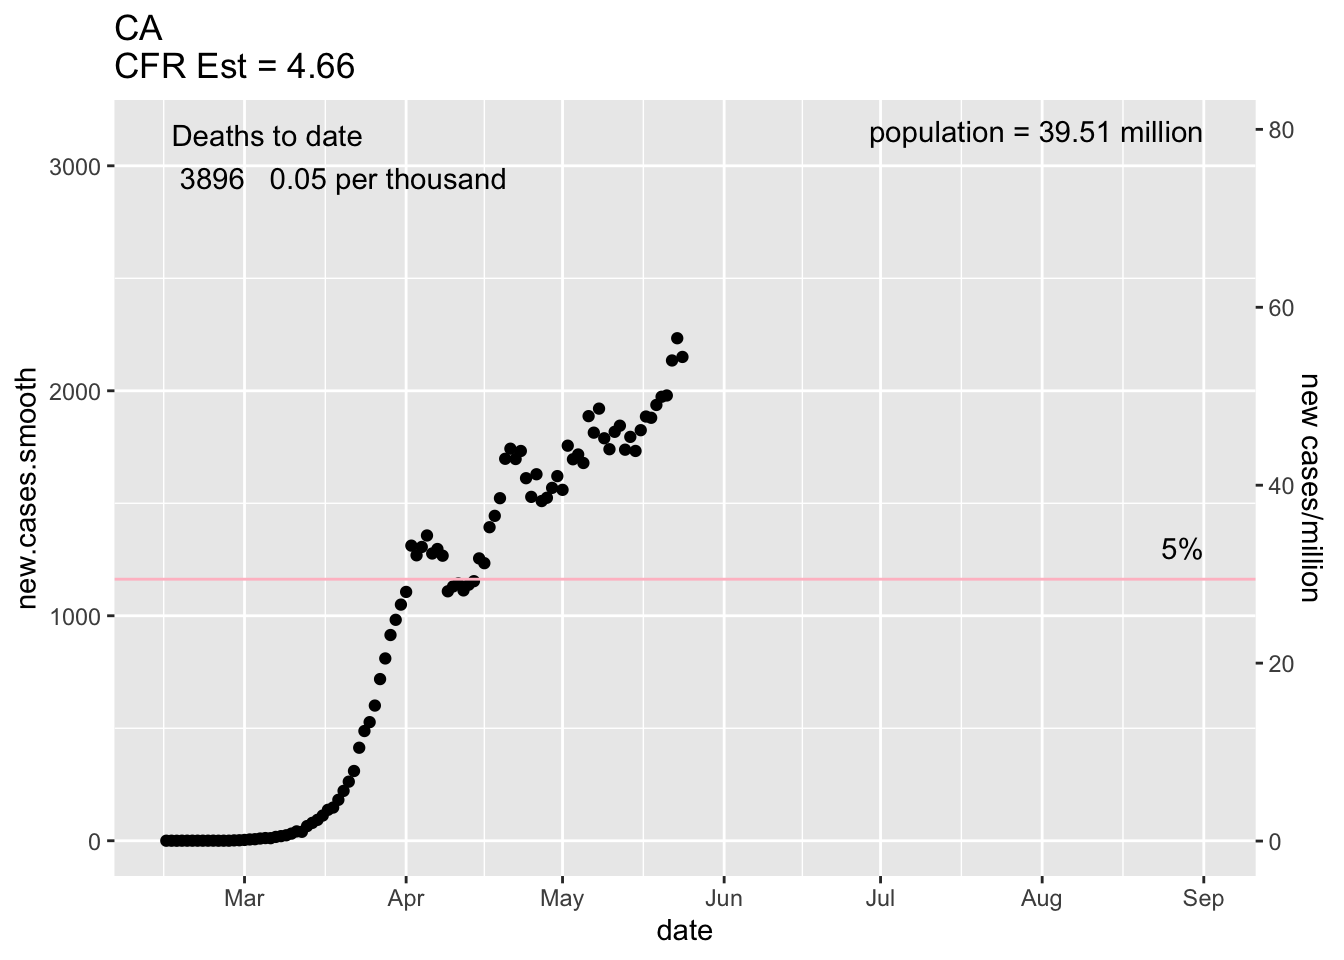 CA
CFR Est = 4.66
Deaths to date
3896 0.05 per thousand
population = 39.51 million
5%
new.cases.smooth
3000
2000
1000
0
80
60
40
20
0
new cases/million
Mar Apr May Jun Jul Aug Sep
date